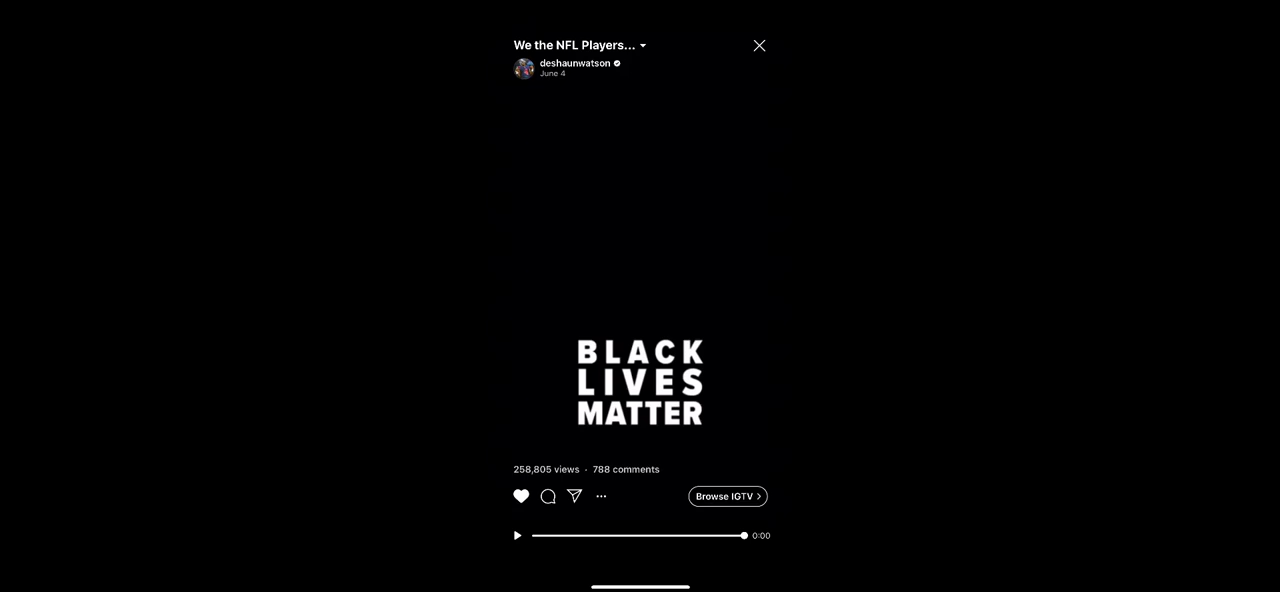 We the NFL Players...
deshaunwatson
June 4
BLACK
LIVES
MATTER
258,805 views · 788 comments
Browse IGTV
0:00